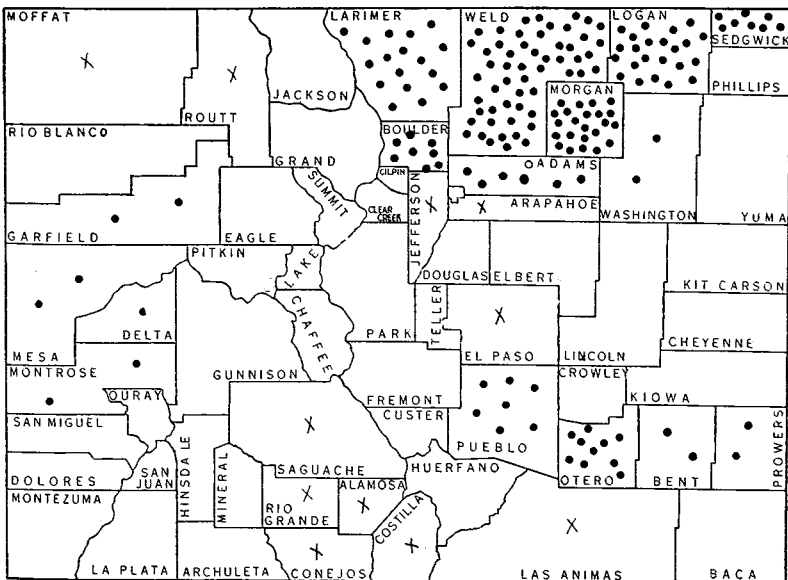 MOFFAT
LARIMER
WELD
LOGAN
SEDGWICK
JACKSON
PHILLIPS
MORGAN
ROUTT
RIO BLANCO
BOULDER
GRAND
ADAMS
GILPIN
SUMMIT
CLEAR CREEK
JEFFERSON
ARAPAHOE
WASHINGTON
YUMA
GARFIELD
EAGLE
PITKIN
LAKE
DOUGLAS
ELBERT
KIT CARSON
CHAFFEE
TELLER
DELTA
PARK
MESA
EL PASO
LINCOLN
CHEYENNE
MONTROSE
GUNNISON
CROWLEY
OURAY
FREMONT
KIOWA
SAN MIGUEL
CUSTER
PUEBLO
PROWERS
HINSDALE
SAGUACHE
HUERFANO
DOLORES
SAN JUAN
MINERAL
ALAMOSA
OTERO
BENT
MONTEZUMA
RIO GRANDE
COSTILLA
LA PLATA
ARCHULETA
CONEJOS
LAS ANIMAS
BACA